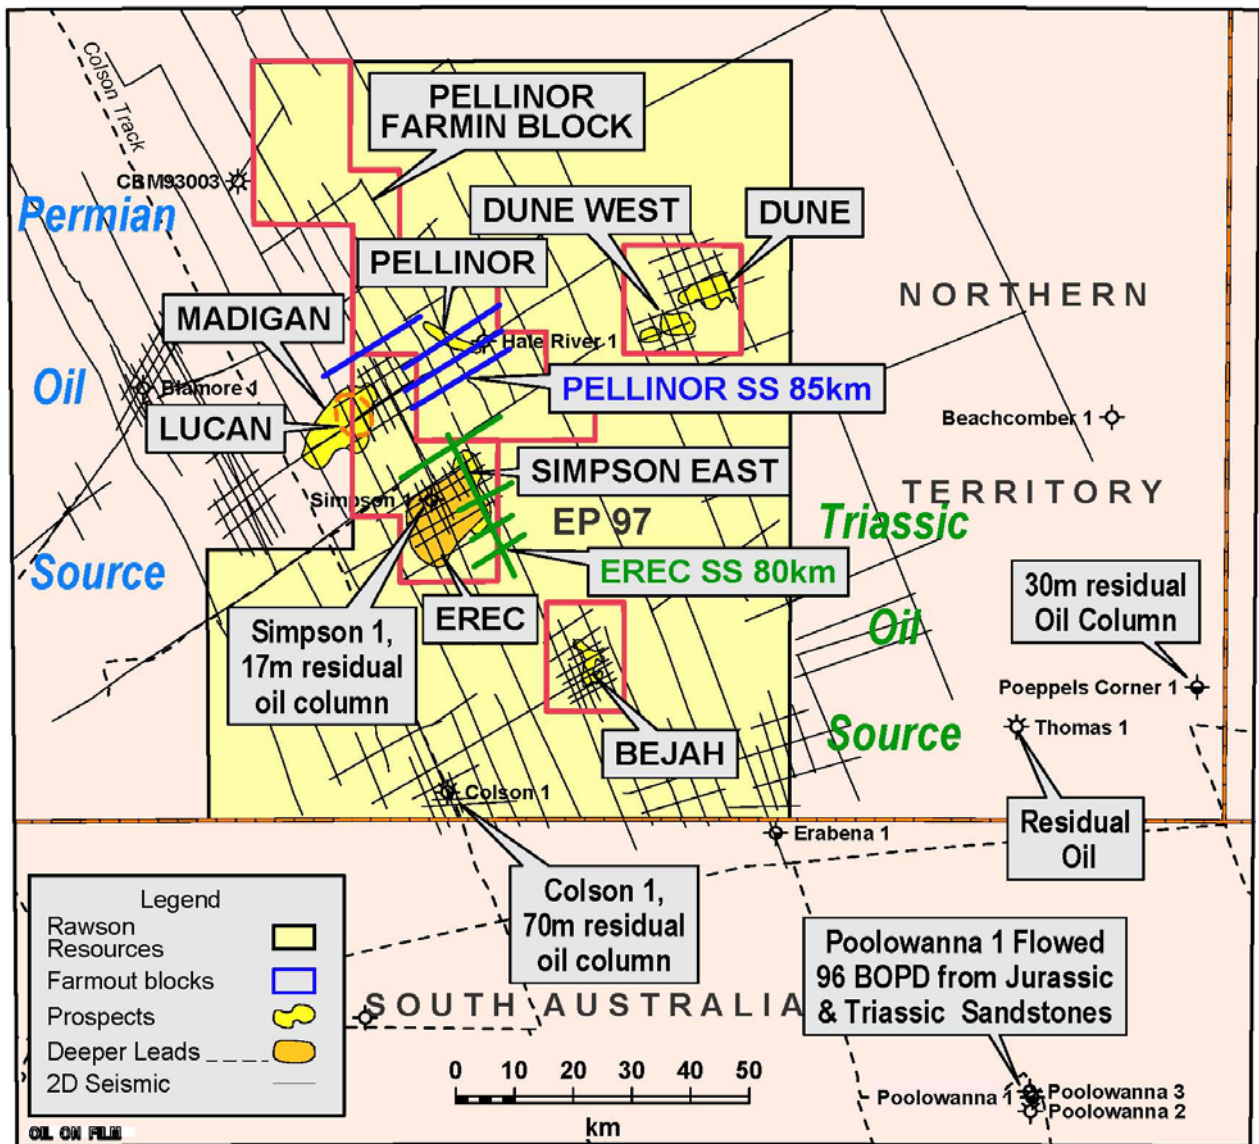 Colson Track
PELLINOR
FARMIN BLOCK
CBM93003
Permian
DUNE WEST
DUNE
PELLINOR
NORTHERN
MADIGAN
Hale River 1
Oil
Blamore 1
PELLINOR SS 85km
Beachcomber 1
LUCAN
SIMPSON EAST
TERRITORY
Simpson 1
EP 97
Triassic
Source
EREC SS 80km
30m residual
Oil Column
EREC
Simpson 1,
17m residual
oil column
Oil
Poeppels Corner 1
Source
Thomas 1
BEJAH
Colson 1
Residual
Oil
Erabena 1
Colson 1,
70m residual
oil column
Legend
Rawson
Resources
Farmout blocks
Prospects
Deeper Leads
2D Seismic
Poolowanna 1 Flowed
96 BOPD from Jurassic
& Triassic Sandstones
SOUTH AUSTRALIA
0 10 20 30 40 50
km
Poolowanna 1
Poolowanna 3
Poolowanna 2
OIL ON FILM